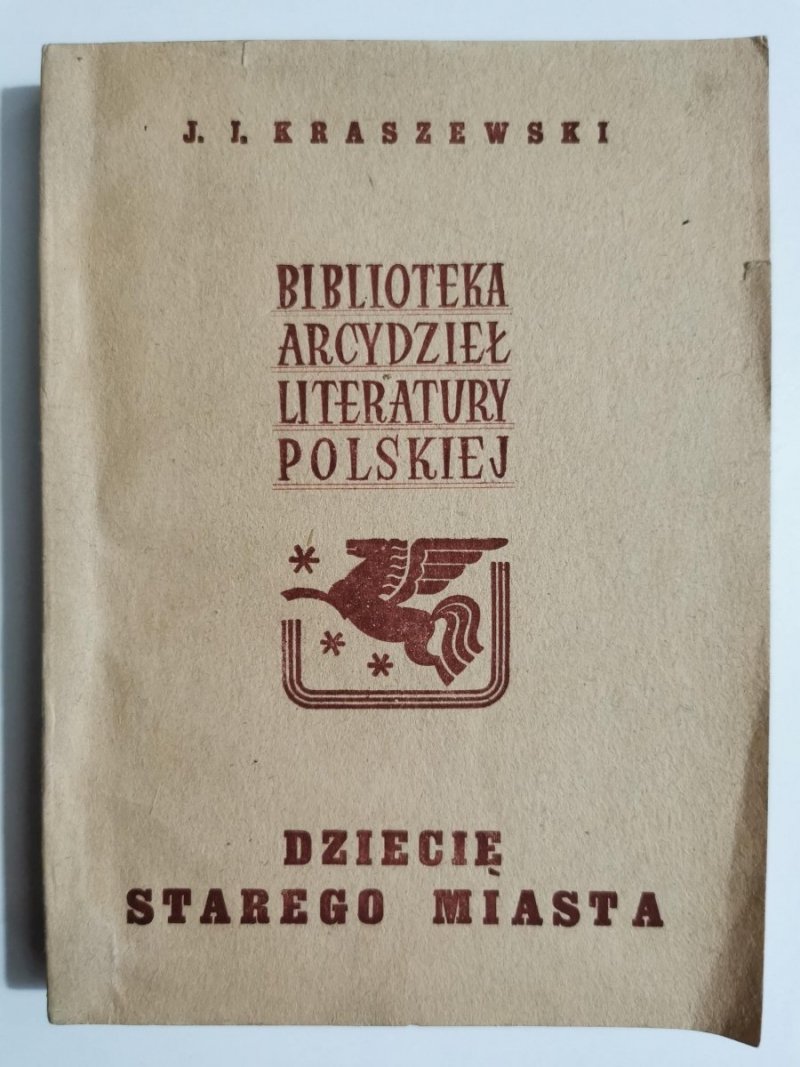 J. I. KRASZEWSKI
BIBLIOTEKA
ARCYDZIEŁ
LITERATURY
POLSKIEJ
DZIECIĘ
STAREGO MIASTA